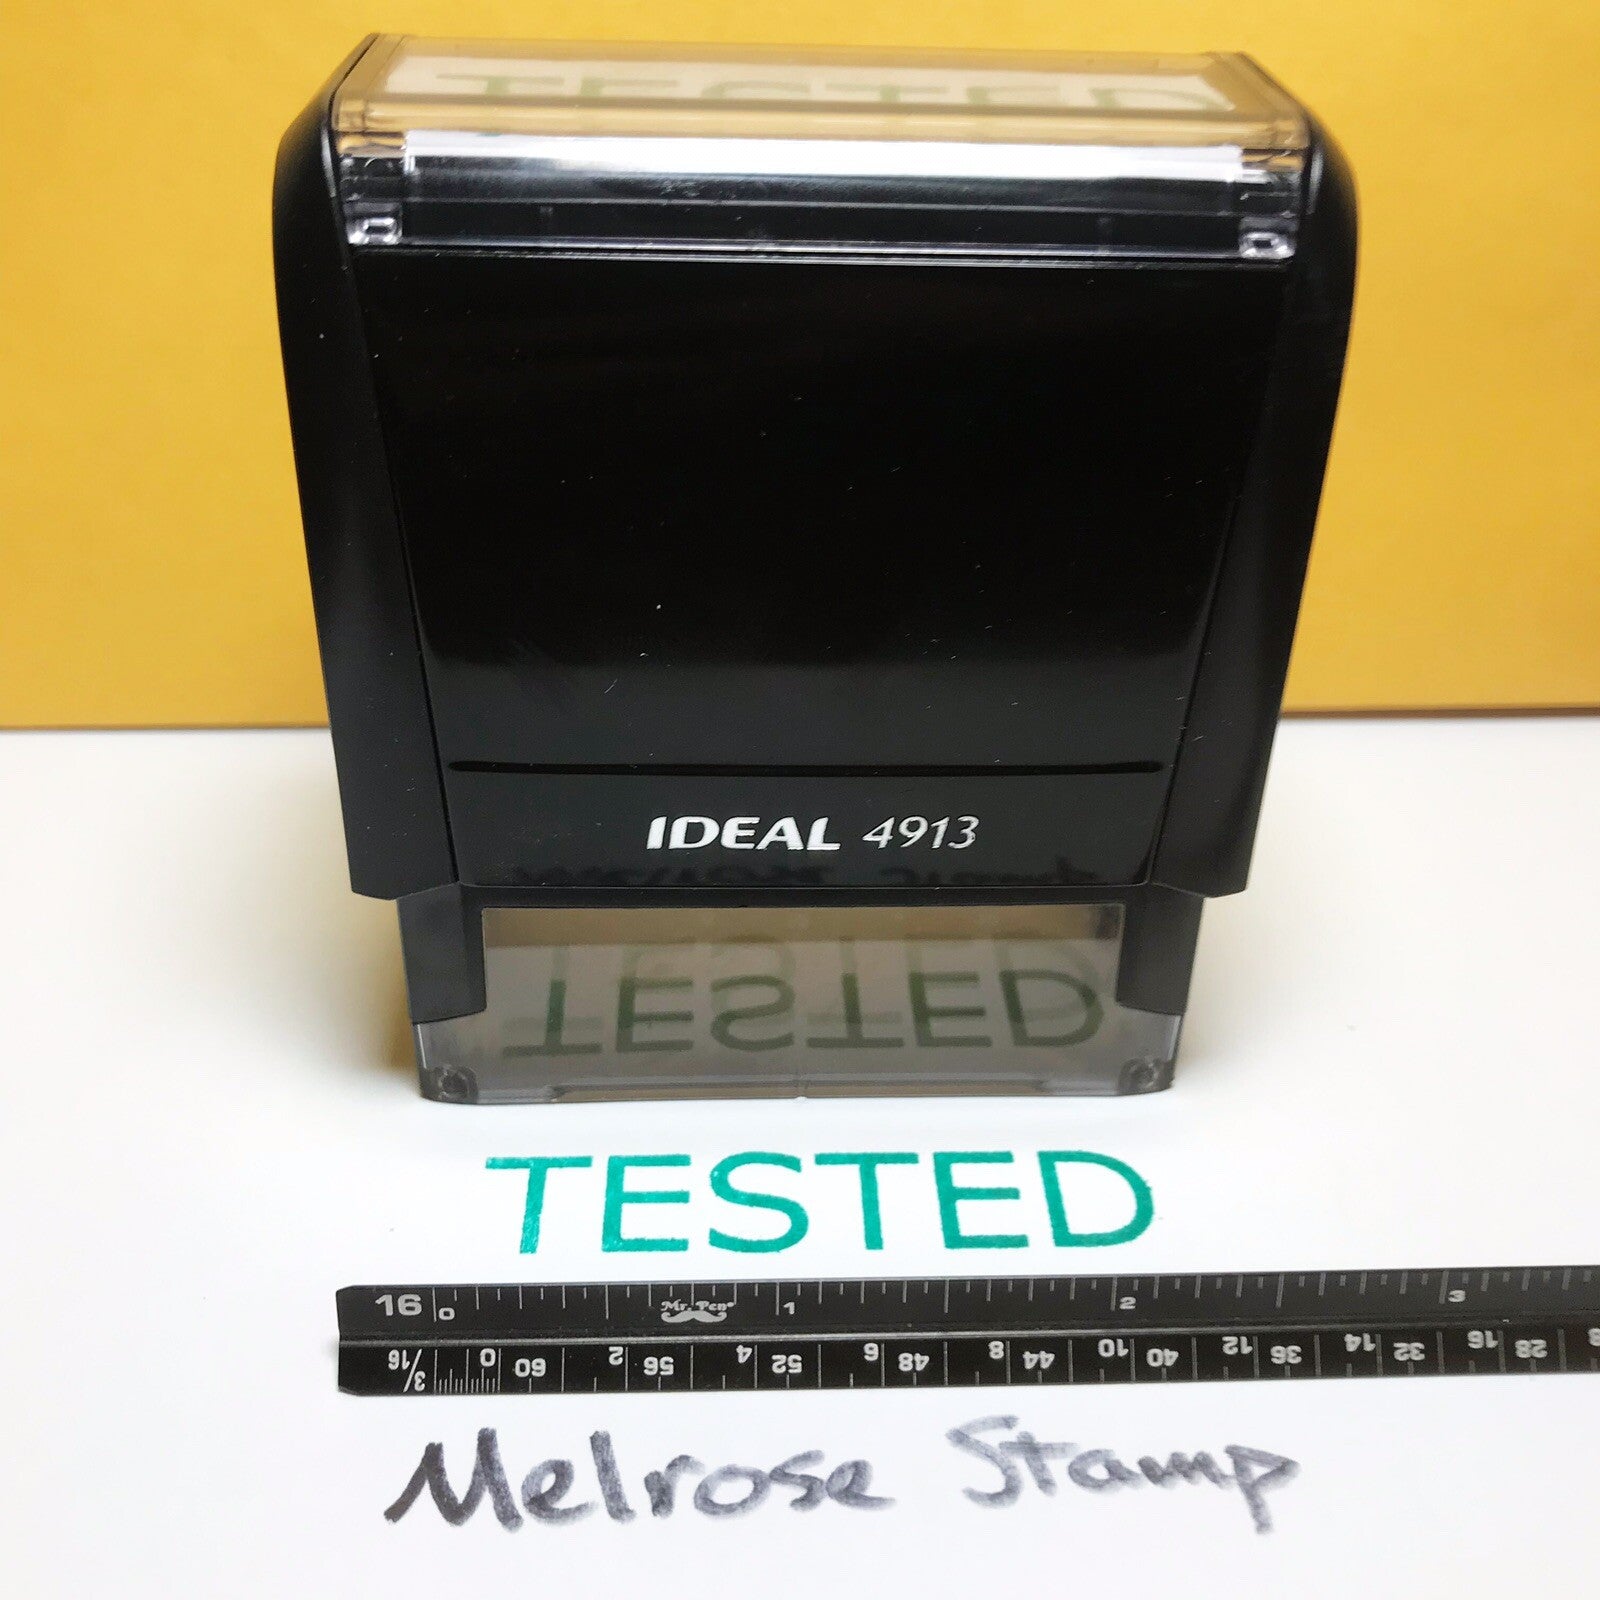 TESTED
IDEAL 4913
TESTED
TESTED
16 0 Mr. Pen 1 2 3
3/16 0 60 2 56 4 52 6 48 8 44 10 40 12 36 14 32 16 28
Melrose Stamp